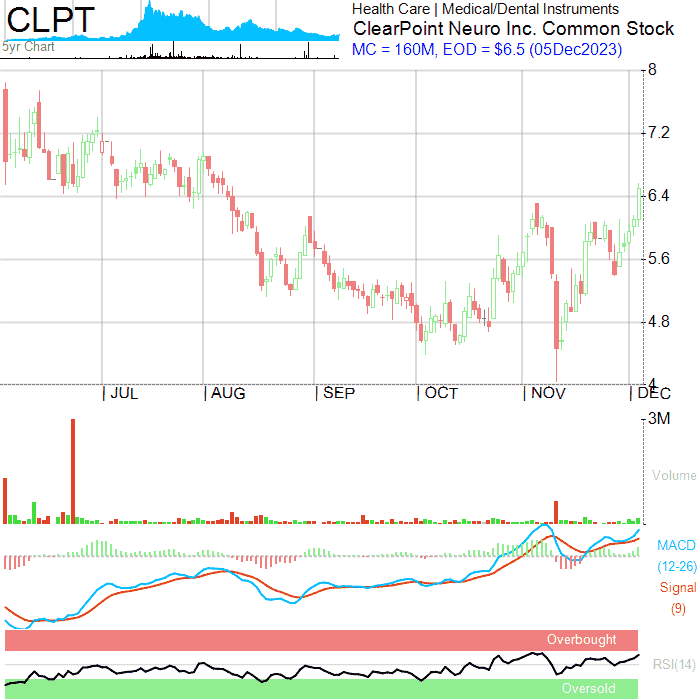 CLPT
5yr Chart
Health Care | Medical/Dental Instruments
ClearPoint Neuro Inc. Common Stock
MC = 160M, EOD = $6.5 (05Dec2023)
8
7.2
6.4
5.6
4.8
4
| JUL | AUG | SEP | OCT | NOV | DEC
3M
Volume
MACD
(12-26)
Signal
(9)
Overbought
RSI(14)
Oversold